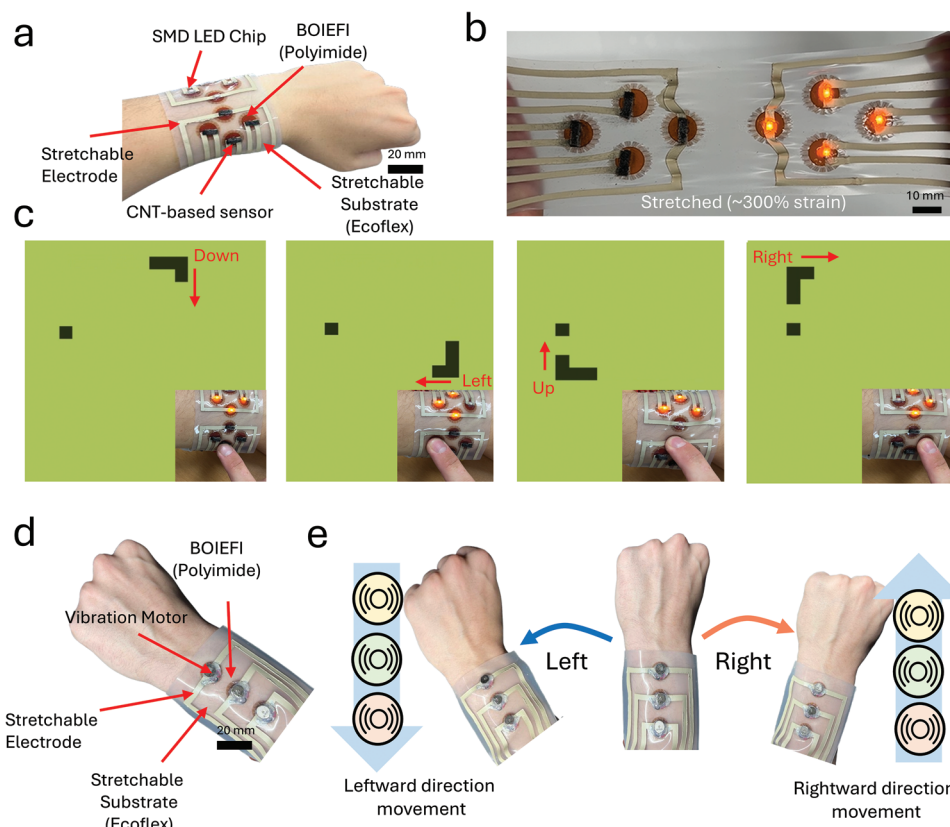 a
SMD LED Chip
BOIEFI
(Polyimide)
Stretchable
Electrode
20 mm
CNT-based sensor
Stretchable
Substrate
(Ecoflex)
b
Stretched (~300% strain)
10 mm
c
Down
Left
Up
Right
d
BOIEFI
(Polyimide)
Vibration Motor
Stretchable
Electrode
20 mm
Stretchable
Substrate
(Ecoflex)
e
Left
Right
Leftward direction
movement
Rightward direction
movement